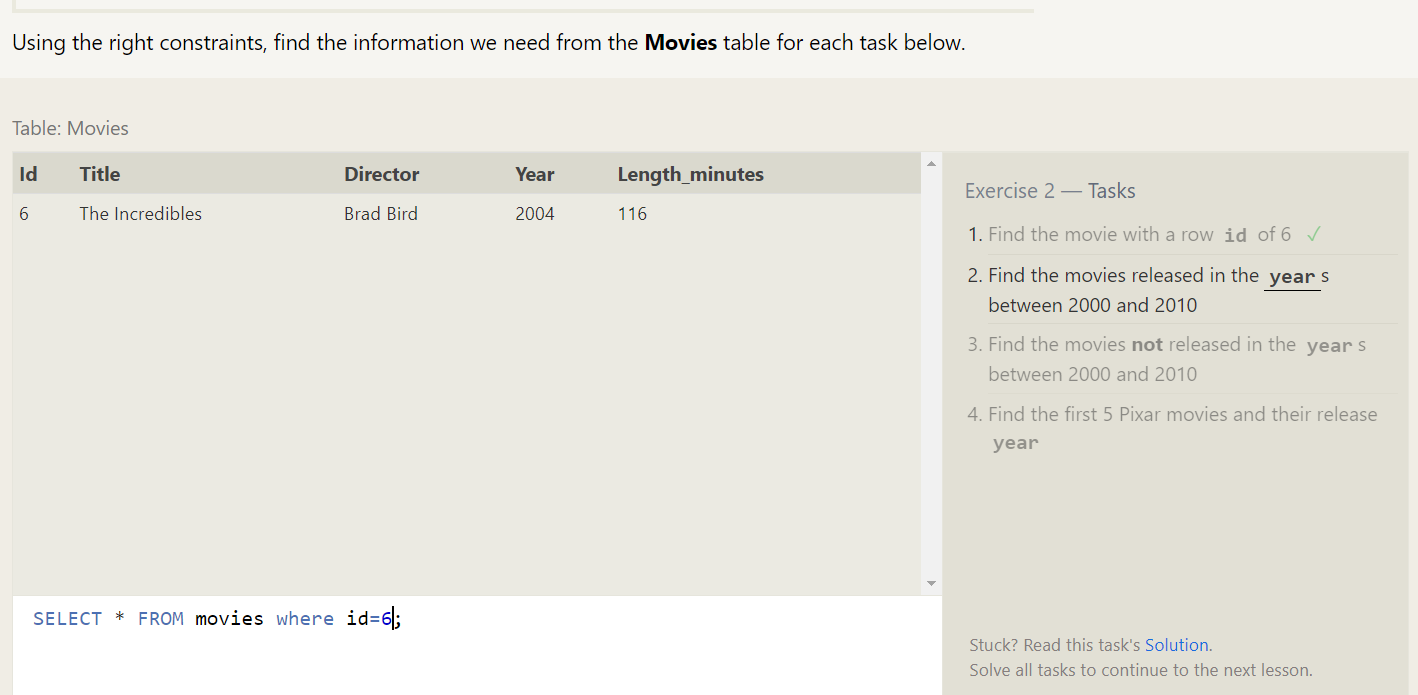 Using the right constraints, find the information we need from the Movies table for each task below.
Table: Movies
Id Title Director Year Length_minutes
6 The Incredibles Brad Bird 2004 116
SELECT * FROM movies where id=6;
Exercise 2 — Tasks
1. Find the movie with a row id of 6 ✓
2. Find the movies released in the year s
between 2000 and 2010
3. Find the movies not released in the year s
between 2000 and 2010
4. Find the first 5 Pixar movies and their release
year
Stuck? Read this task's Solution.
Solve all tasks to continue to the next lesson.